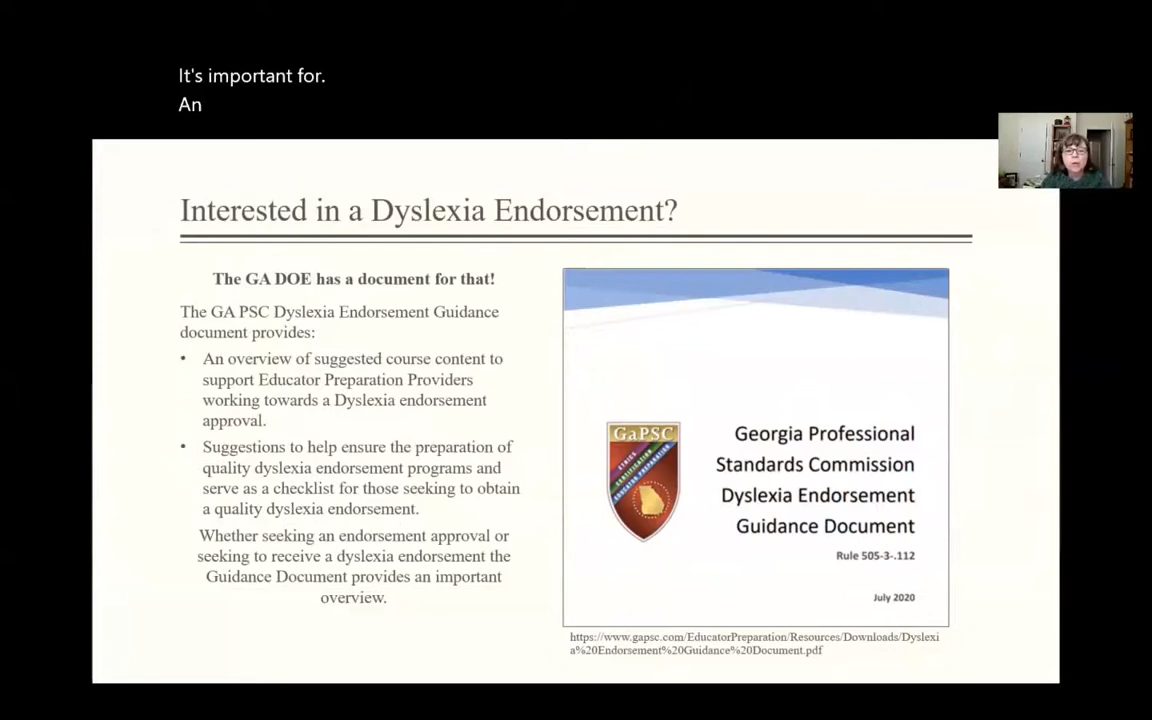 It's important for.
An
Interested in a Dyslexia Endorsement?
The GA DOE has a document for that!
The GA PSC Dyslexia Endorsement Guidance
document provides:
• An overview of suggested course content to
support Educator Preparation Providers
working towards a Dyslexia endorsement
approval.
• Suggestions to help ensure the preparation of
quality dyslexia endorsement programs and
serve as a checklist for those seeking to obtain
a quality dyslexia endorsement.
Whether seeking an endorsement approval or
seeking to receive a dyslexia endorsement the
Guidance Document provides an important
overview.
GaPSC
ETHICS
CERTIFICATION
EDUCATOR PREPARATION
Georgia Professional
Standards Commission
Dyslexia Endorsement
Guidance Document
Rule 505-3-.112
July 2020
https://www.gapsc.com/EducatorPreparation/Resources/Downloads/Dyslexi
a%20Endorsement%20Guidance%20Document.pdf